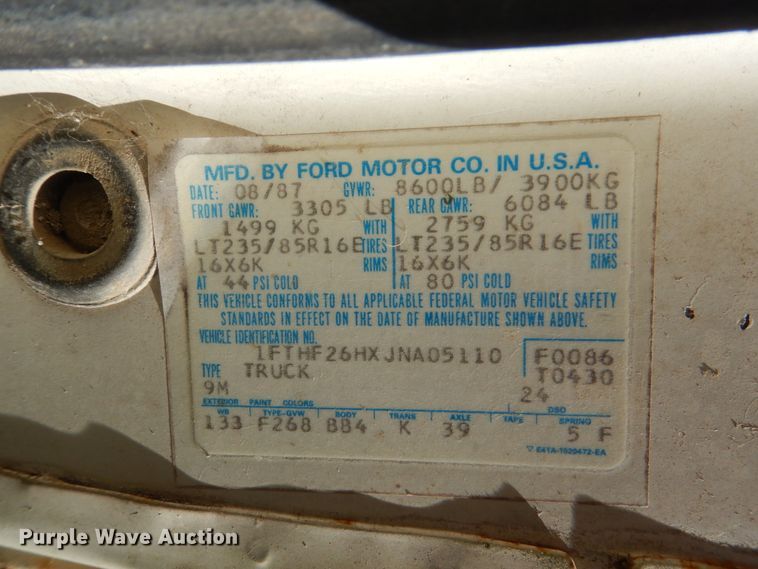 MFD. BY FORD MOTOR CO. IN U.S.A.
DATE: 08/87 GVWR: 8600LB/ 3900KG
FRONT GAWR: 3305 LB REAR GAWR: 6084 LB
1499 KG WITH 2759 KG WITH
LT235/85R16E TIRES LT235/85R16E TIRES
16X6K RIMS 16X6K RIMS
AT 44 PSI COLD AT 80 PSI COLD
THIS VEHICLE CONFORMS TO ALL APPLICABLE FEDERAL MOTOR VEHICLE SAFETY
STANDARDS IN EFFECT ON THE DATE OF MANUFACTURE SHOWN ABOVE.
VEHICLE IDENTIFICATION NO.
1FTHF26HXJNA05110 F0086
TYPE TRUCK T0430
9M 24
EXTERIOR PAINT COLORS DSO
WB TYPE-GVW BODY TRANS AXLE TAPE SPRING
133 F268 BB4 K 39 5 F
E4TA-1520472-EA
Purple Wave Auction